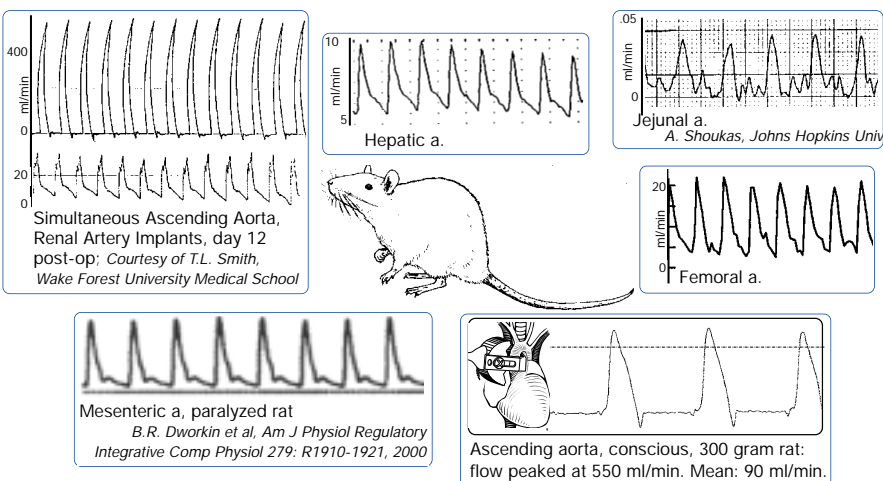 400
ml/min
0
20
0
Simultaneous Ascending Aorta,
Renal Artery Implants, day 12
post-op; Courtesy of T.L. Smith,
Wake Forest University Medical School
10
ml/min
5
Hepatic a.
.05
ml/min
0
Jejunal a.
A. Shoukas, Johns Hopkins Univ
20
ml/min
0
Femoral a.
Mesenteric a, paralyzed rat
B.R. Dworkin et al, Am J Physiol Regulatory
Integrative Comp Physiol 279: R1910-1921, 2000
Ascending aorta, conscious, 300 gram rat:
flow peaked at 550 ml/min. Mean: 90 ml/min.